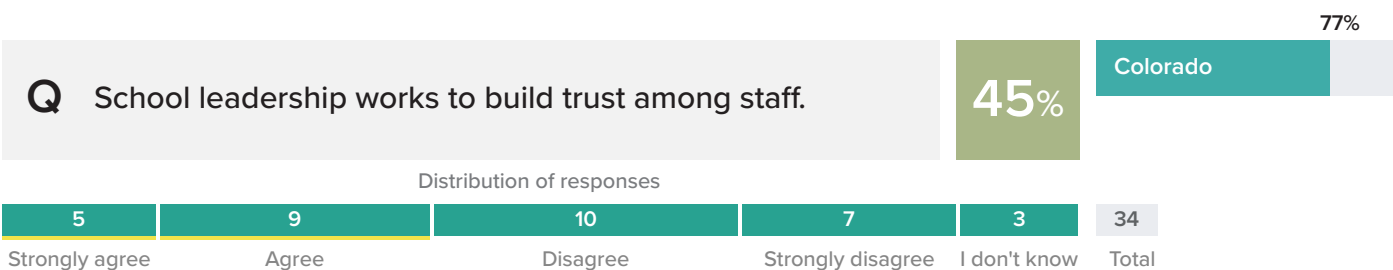 77%
Q School leadership works to build trust among staff.
45%
Colorado
Distribution of responses
5 9 10 7 3 34
Strongly agree Agree Disagree Strongly disagree I don't know Total